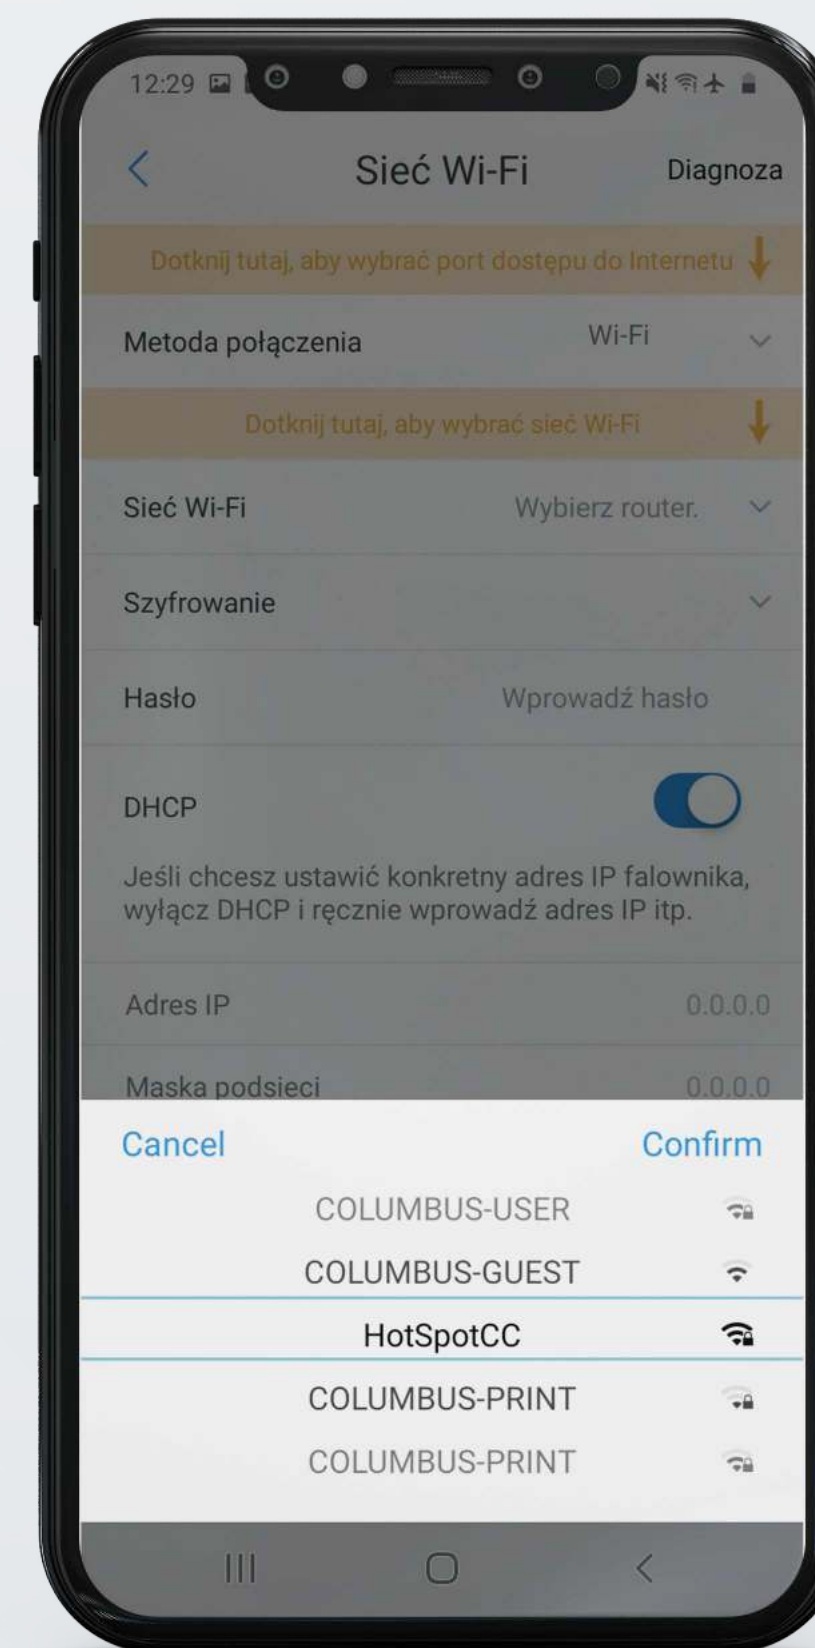 12:29
Sieć Wi-Fi
Diagnoza
Dotknij tutaj, aby wybrać port dostępu do Internetu
Metoda połączenia
Wi-Fi
Dotknij tutaj, aby wybrać sieć Wi-Fi
Sieć Wi-Fi
Wybierz router.
Szyfrowanie
Hasło
Wprowadź hasło
DHCP
Jeśli chcesz ustawić konkretny adres IP falownika,
wyłącz DHCP i ręcznie wprowadź adres IP itp.
Adres IP
0.0.0.0
Maska podsieci
0.0.0.0
Cancel
Confirm
COLUMBUS-USER
COLUMBUS-GUEST
HotSpotCC
COLUMBUS-PRINT
COLUMBUS-PRINT